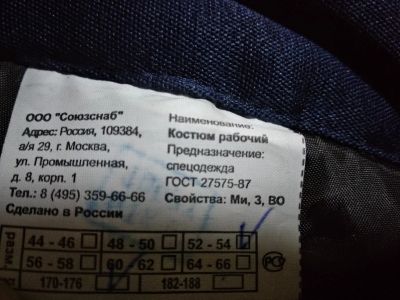 ООО "Союзснаб"
Адрес: Россия, 109384,
а/я 29, г. Москва,
ул. Промышленная,
д. 8, корп. 1
Тел.: 8 (495) 359-66-66
Сделано в России
Наименование:
Костюм рабочий
Предназначение:
спецодежда
ГОСТ 27575-87
Свойства: Ми, З, ВО
разм
44 - 46 48 - 50 52 - 54
56 - 58 60 - 62 64 - 66 РСТ
170-176 182-188